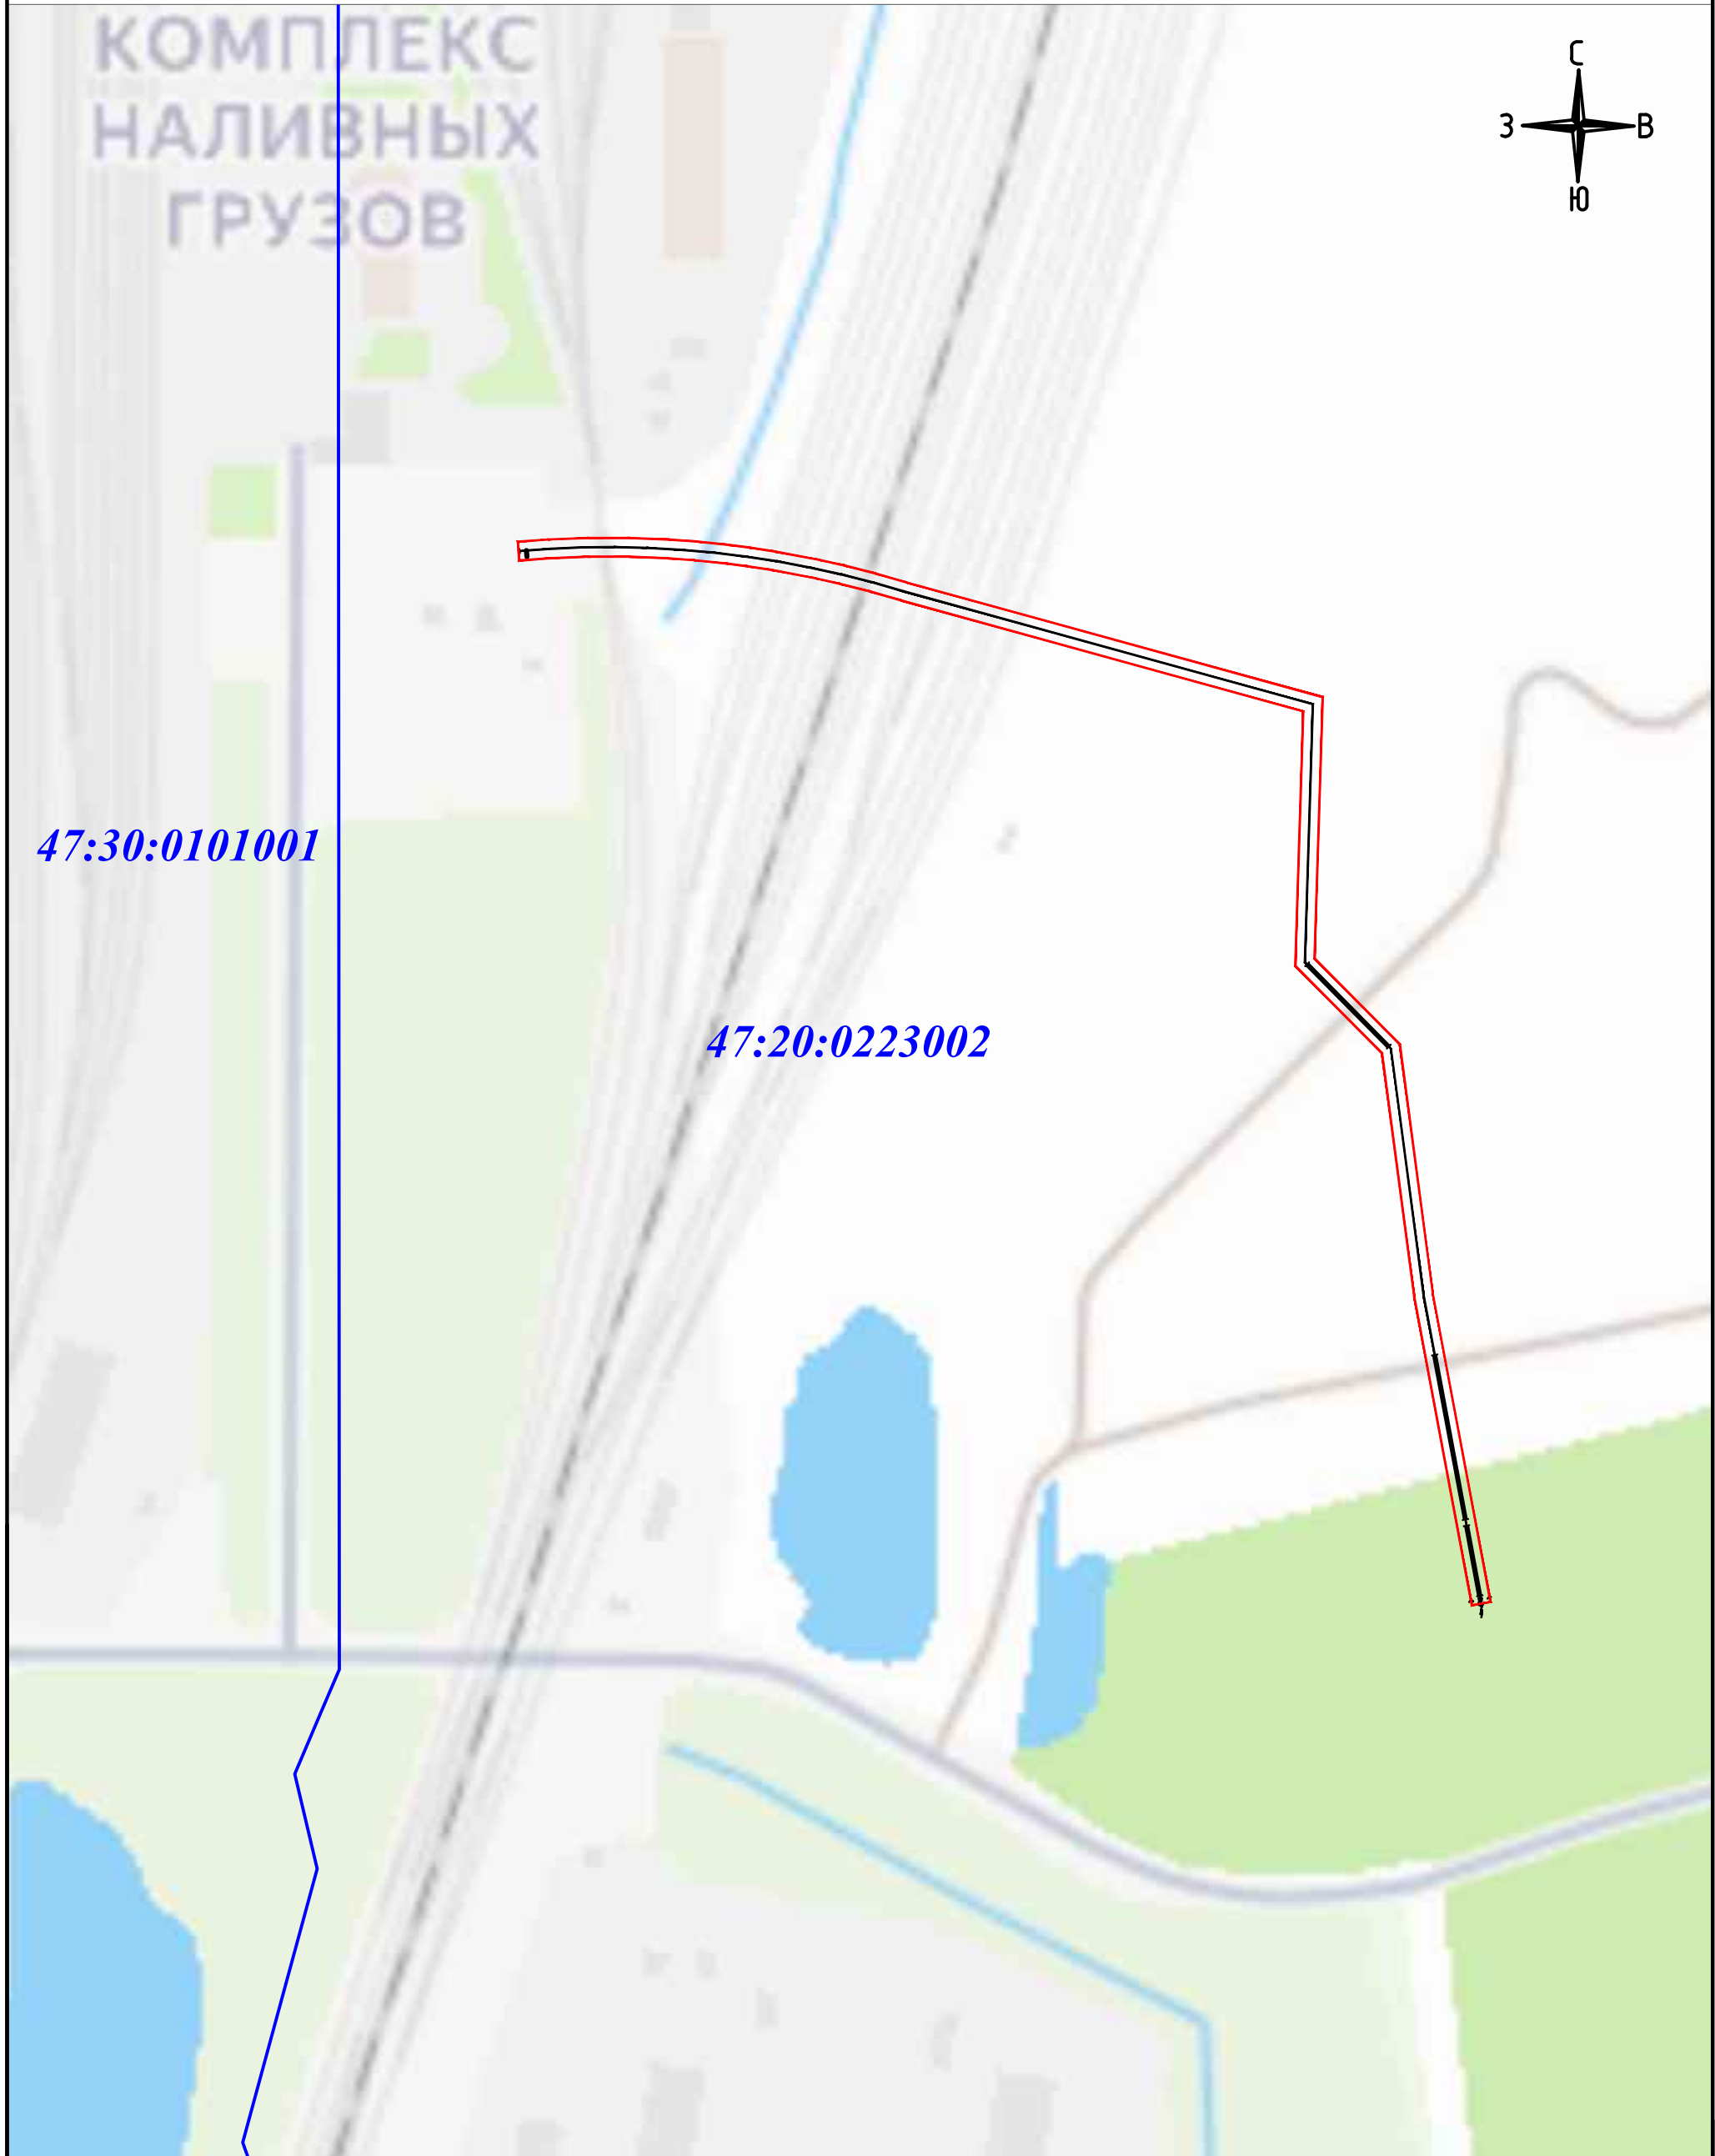 КОМПЛЕКС
НАЛИВНЫХ
ГРУЗОВ
С
З
В
Ю
47:30:0101001
47:20:0223002